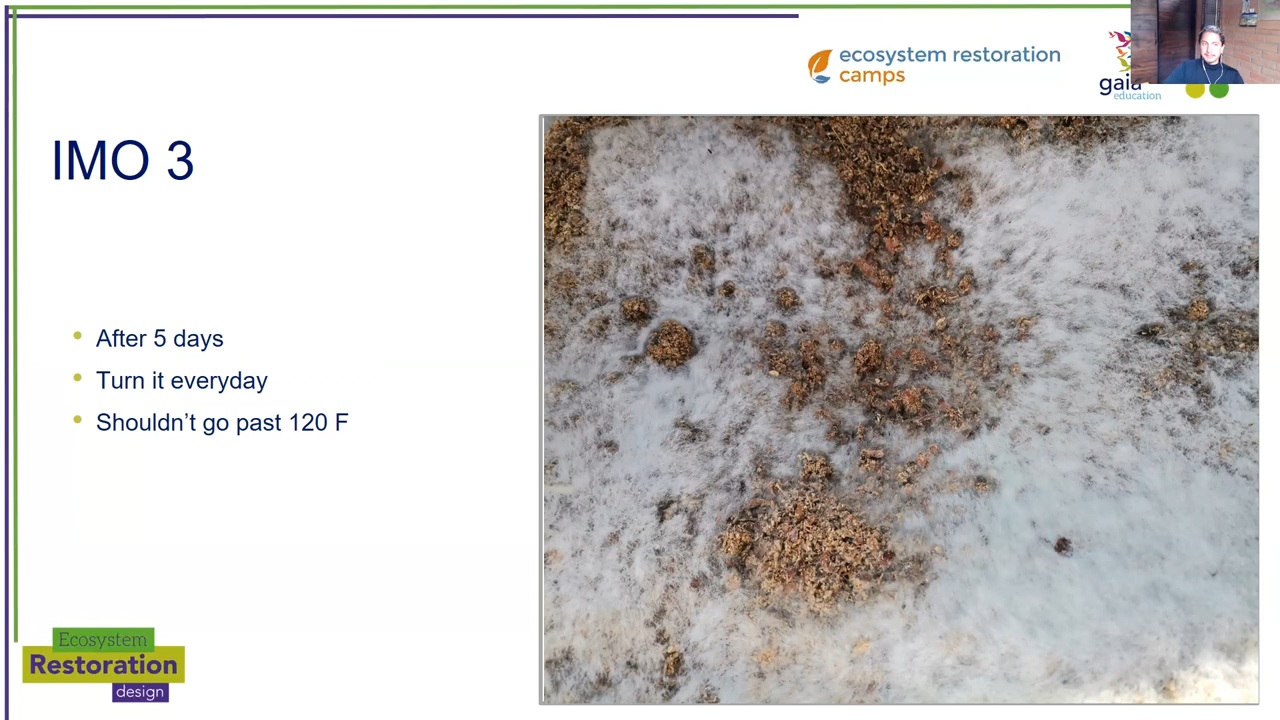 ecosystem restoration
camps
gaia
education
IMO 3
After 5 days
Turn it everyday
Shouldn’t go past 120 F
Ecosystem
Restoration
design